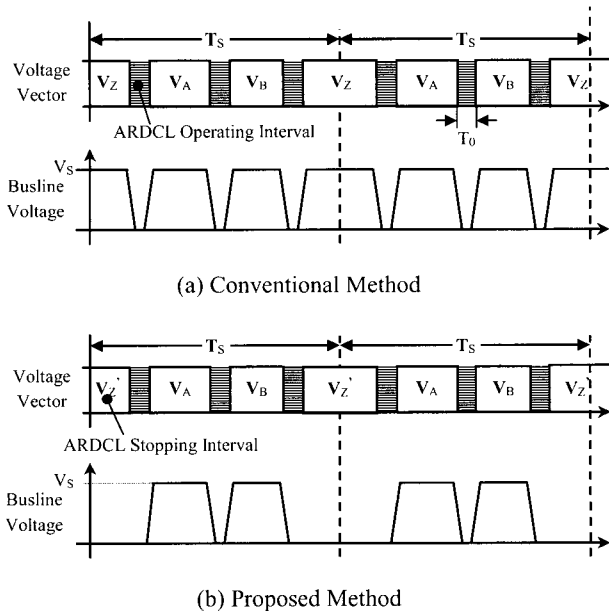 T_S T_S
Voltage Vector V_Z V_A V_B V_Z V_A V_B V_Z
ARDCL Operating Interval T_0
V_S
Busline Voltage
(a) Conventional Method
T_S T_S
Voltage Vector V_Z' V_A V_B V_Z' V_A V_B V_Z'
ARDCL Stopping Interval
V_S
Busline Voltage
(b) Proposed Method